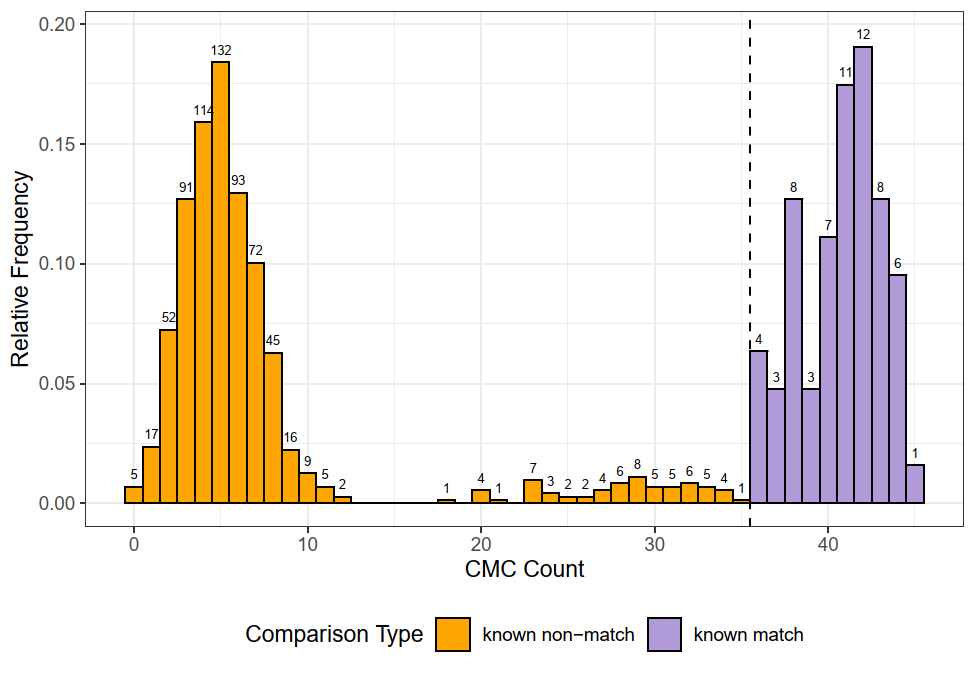 0.20
0.15
0.10
0.05
0.00
Relative Frequency
5 17 52 91 114 132 93 72 45 16 9 5 2 1 4 1 7 3 2 2 4 6 8 5 5 6 5 4 1 4 3 8 3 7 11 12 8 6 1
0 10 20 30 40
CMC Count
Comparison Type known non−match known match